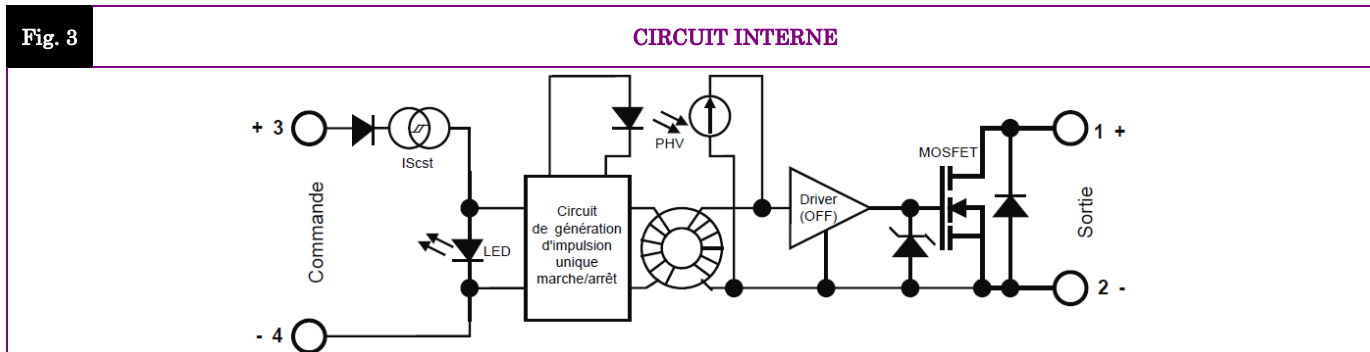 Fig. 3
CIRCUIT INTERNE
+ 3
IScst
PHV
MOSFET
1 +
Commande
LED
Circuit
de génération
d'impulsion
unique
marche/arrêt
Driver
(OFF)
Sortie
- 4
2 -